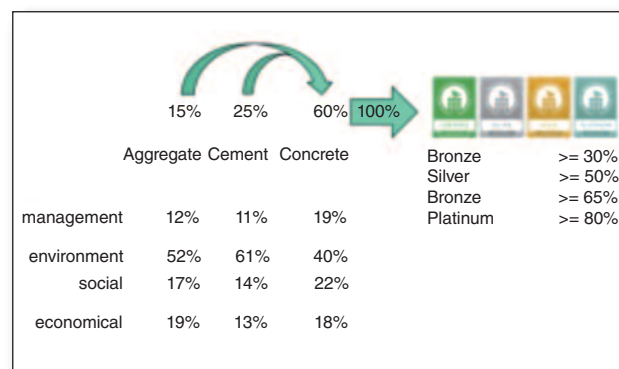 15% 25% 60% 100%
Aggregate Cement Concrete
Bronze >= 30%
Silver >= 50%
Bronze >= 65%
Platinum >= 80%
management 12% 11% 19%
environment 52% 61% 40%
social 17% 14% 22%
economical 19% 13% 18%